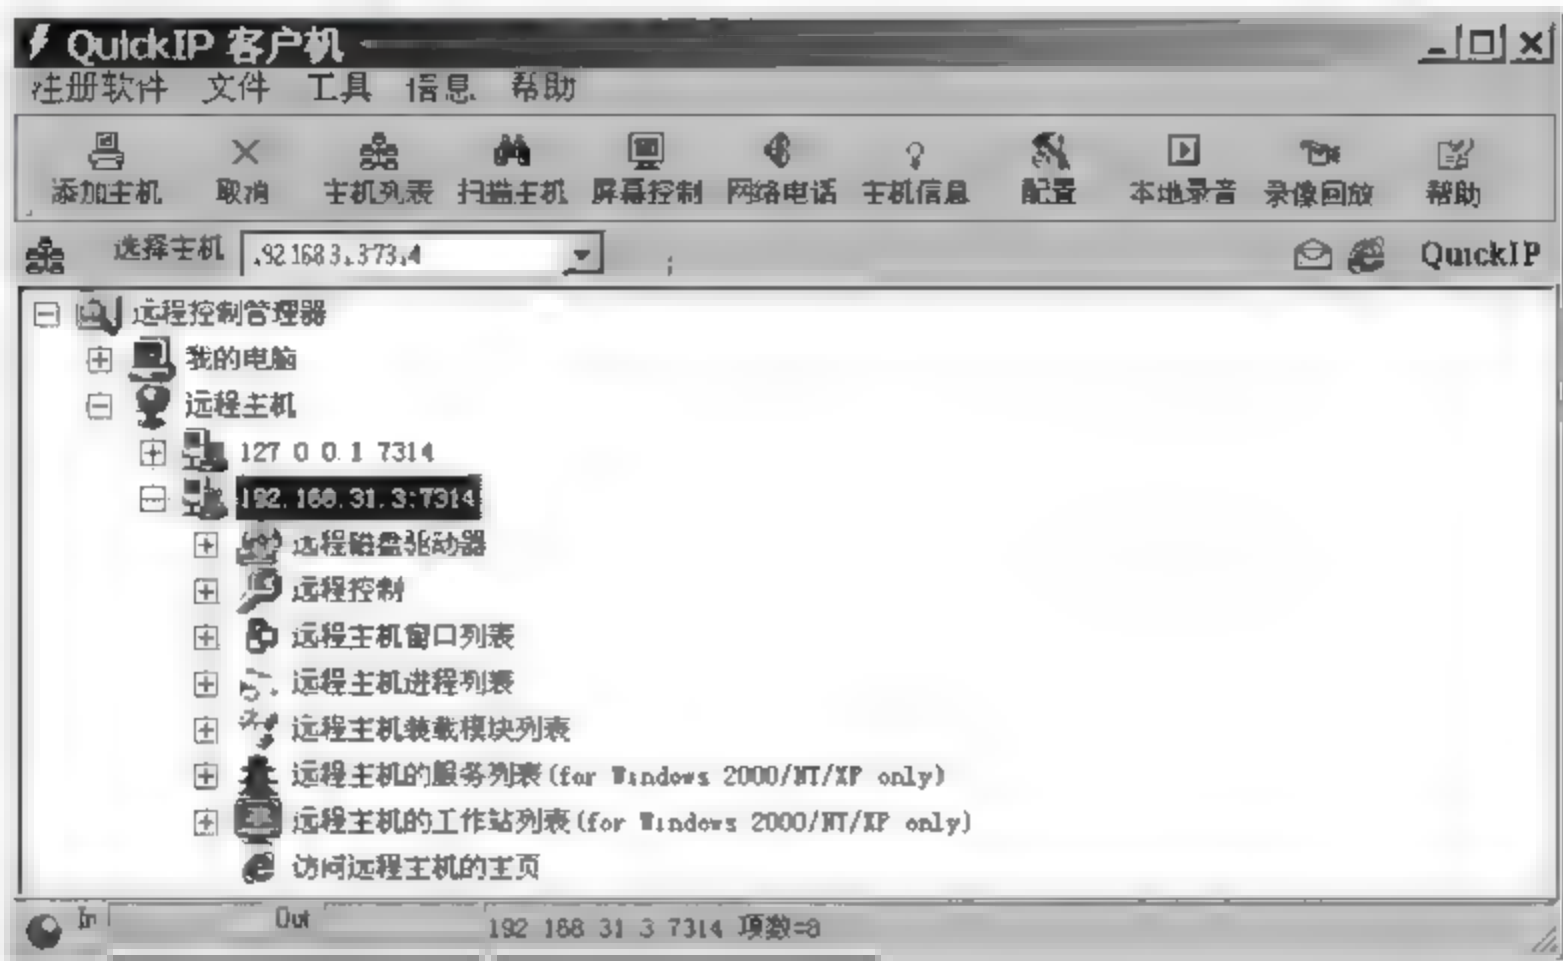 QuickIP 客户机
注册软件 文件 工具 信息 帮助
添加主机 取消 主机列表 扫描主机 屏幕控制 网络电话 主机信息 配置 本地录音 录像回放 帮助
选择主机 QuickIP
远程控制管理器
我的电脑
远程主机
127 0 0.1 7314
192.168.31.3:7314
远程磁盘驱动器
远程控制
远程主机窗口列表
远程主机进程列表
远程主机装载模块列表
远程主机的服务列表(for Windows 2000/NT/XP only)
远程主机的工作站列表(for Windows 2000/NT/XP only)
访问远程主机的主页
In Out 192 168 31 3 7314 项数=8